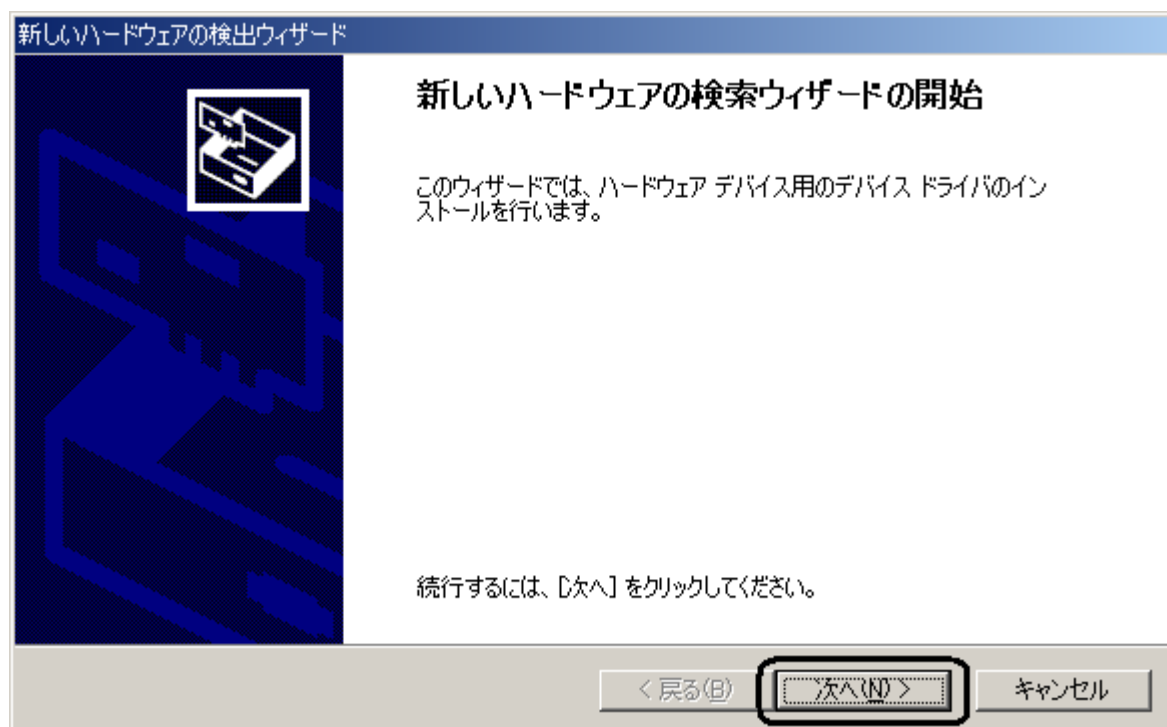 新しいハードウェアの検出ウィザード
新しいハードウェアの検索ウィザードの開始
このウィザードでは、ハードウェア デバイス用のデバイス ドライバのイン
ストールを行います。
続行するには、[次へ] をクリックしてください。
< 戻る(B)
次へ(N) >
キャンセル